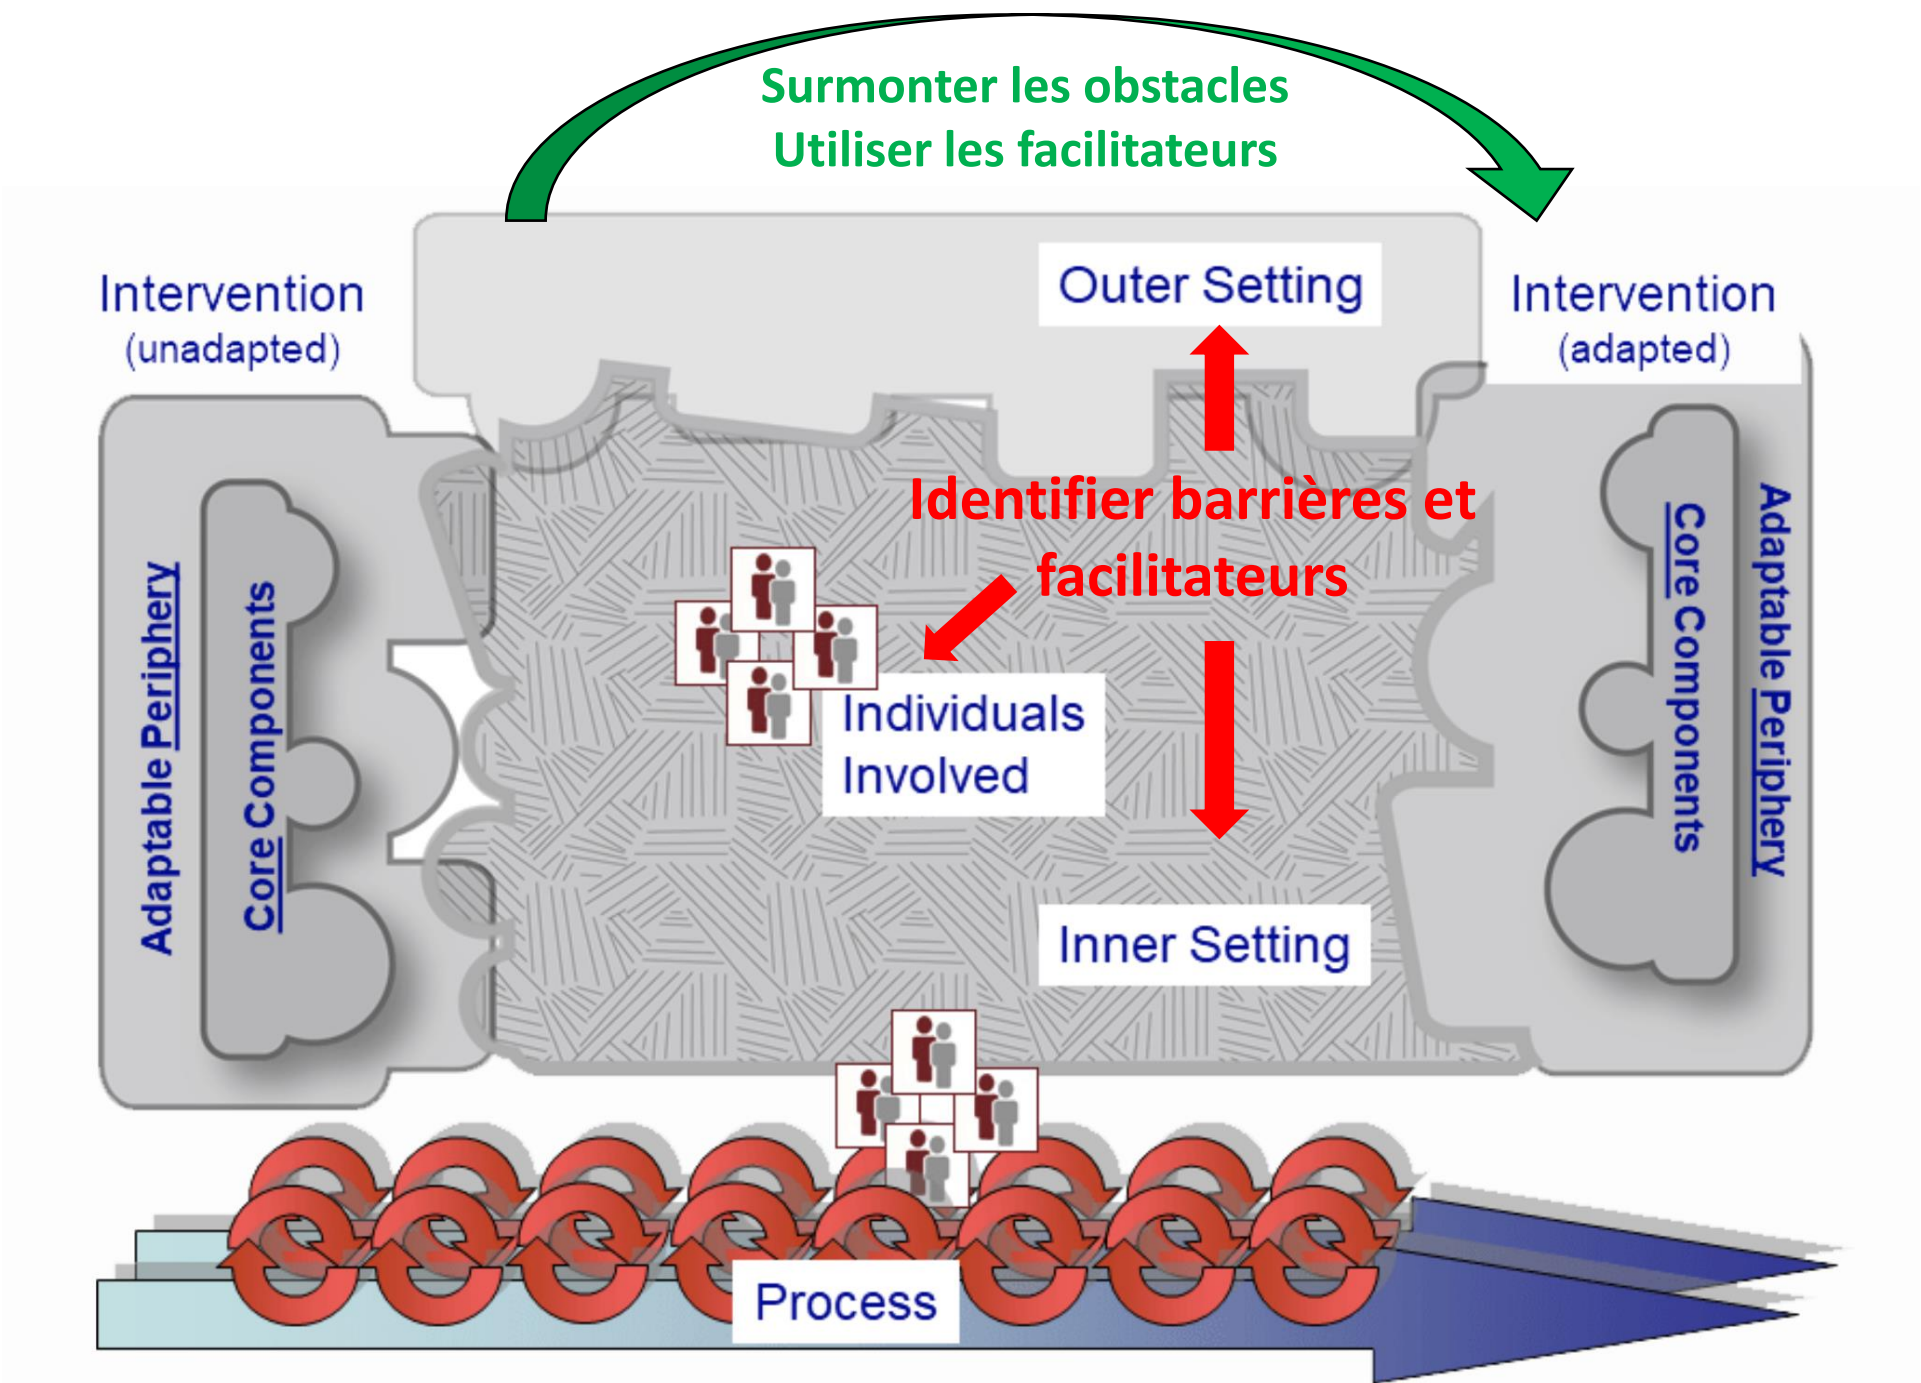 Surmonter les obstacles
Utiliser les facilitateurs
Intervention
(unadapted)
Outer Setting
Intervention
(adapted)
Identifier barrières et
facilitateurs
Adaptable Periphery
Core Components
Individuals
Involved
Core Components
Adaptable Periphery
Inner Setting
Process